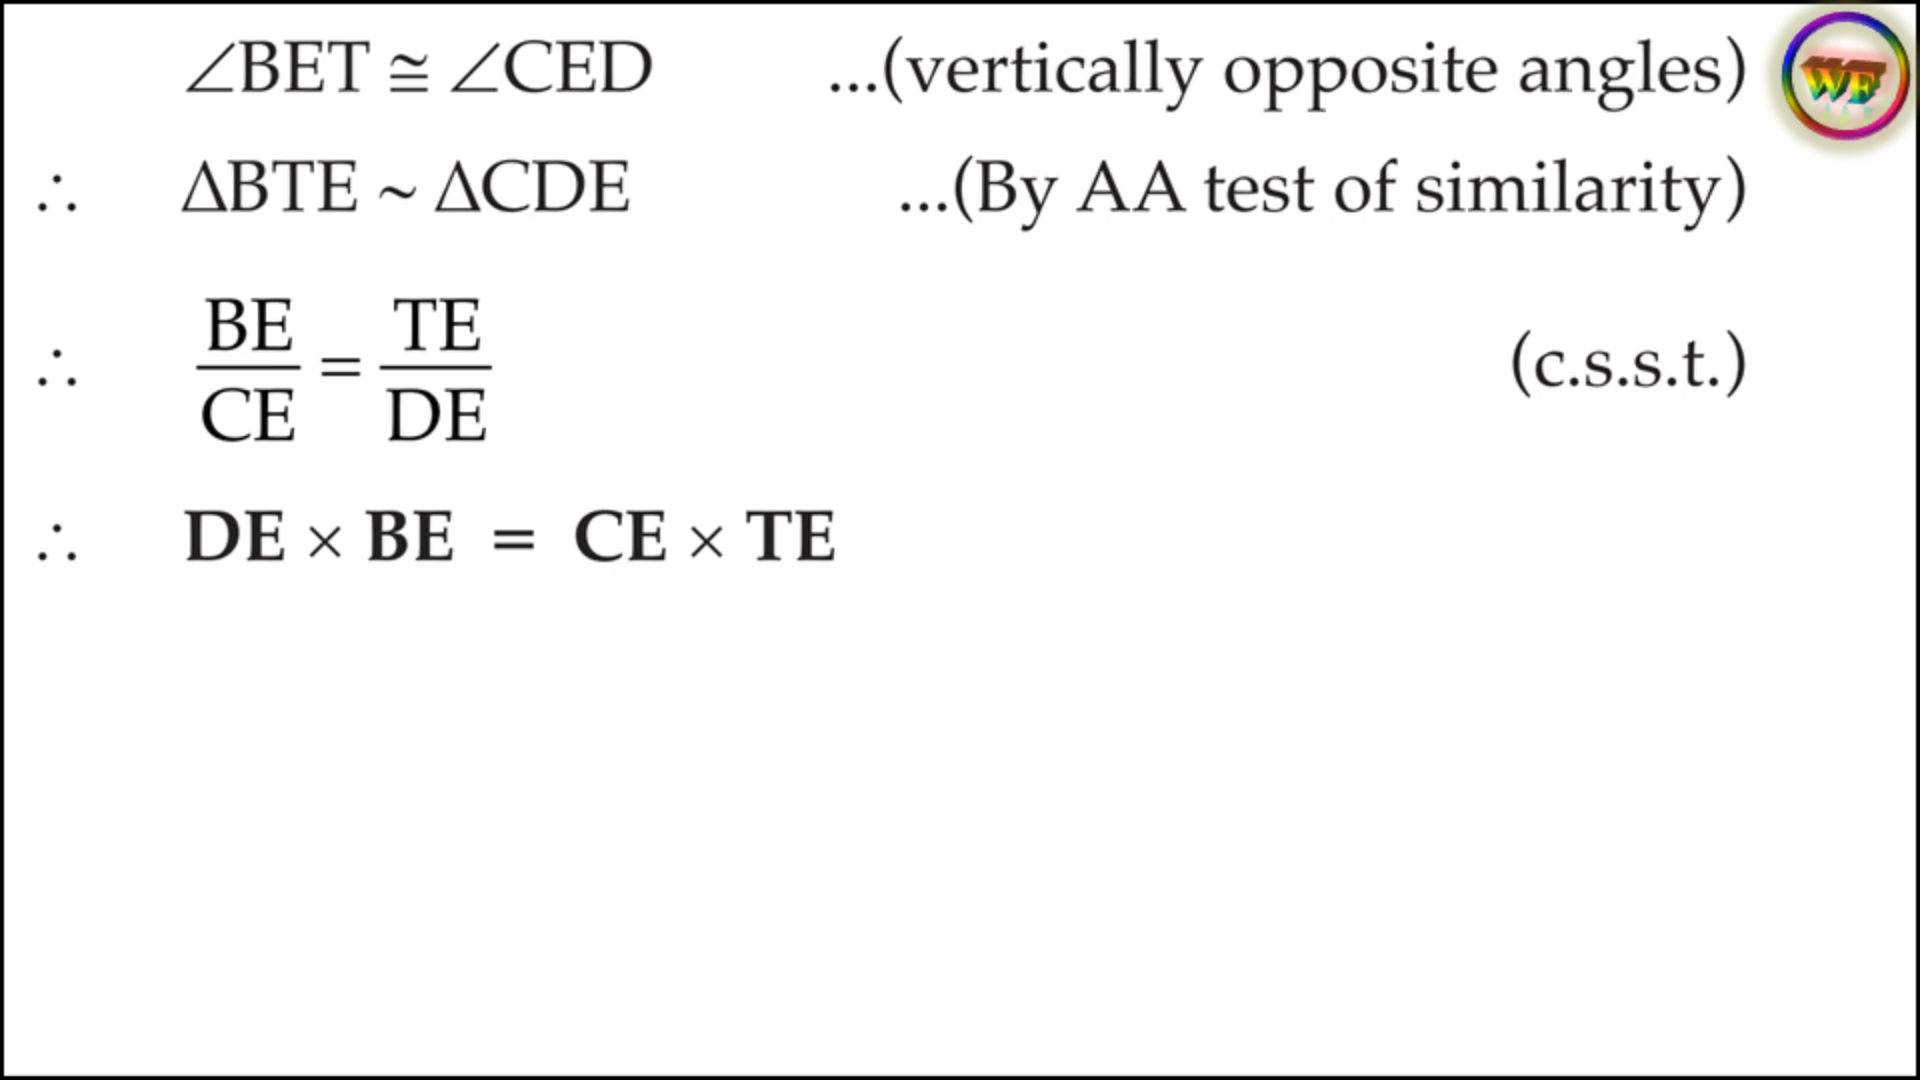 ∠BET ≅ ∠CED ...(vertically opposite angles)
WE
∴ ΔBTE ~ ΔCDE ...(By AA test of similarity)
∴ BE/CE = TE/DE (c.s.s.t.)
∴ DE × BE = CE × TE